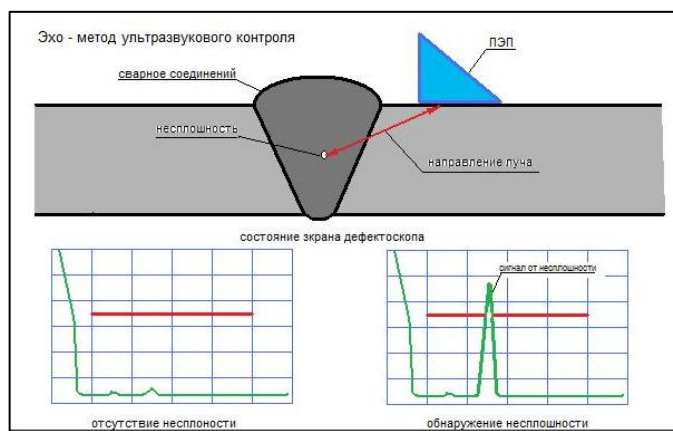 Эхо - метод ультразвукового контроля
ПЭП
сварное соединений
несплошность
направление луча
состояние экрана дефектоскопа
сигнал от несплошности
отсутствие несплоности
обнаружение несплошности